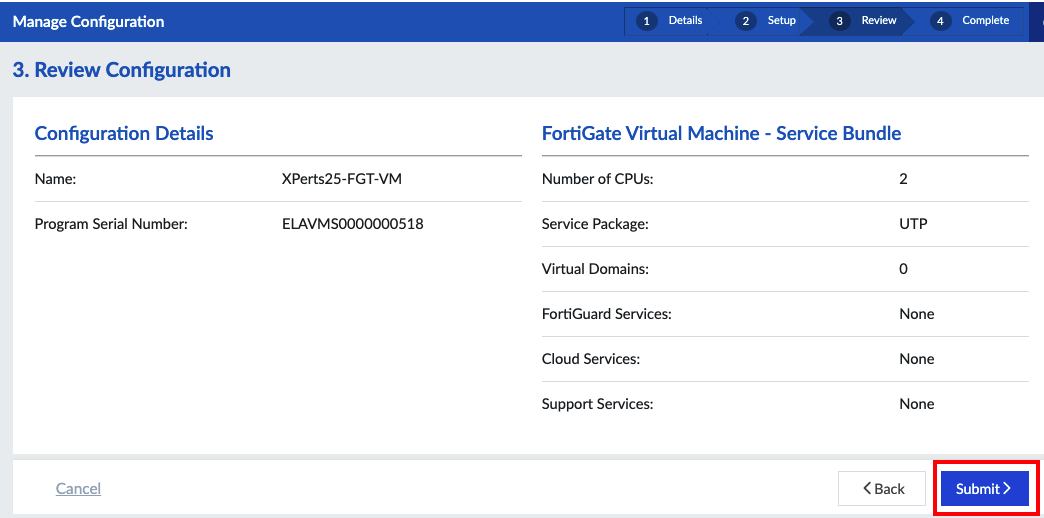 Manage Configuration
1 Details 2 Setup 3 Review 4 Complete
3. Review Configuration
Configuration Details
Name: XPerts25-FGT-VM
Program Serial Number: ELAVMS0000000518
FortiGate Virtual Machine - Service Bundle
Number of CPUs: 2
Service Package: UTP
Virtual Domains: 0
FortiGuard Services: None
Cloud Services: None
Support Services: None
Cancel
Back
Submit